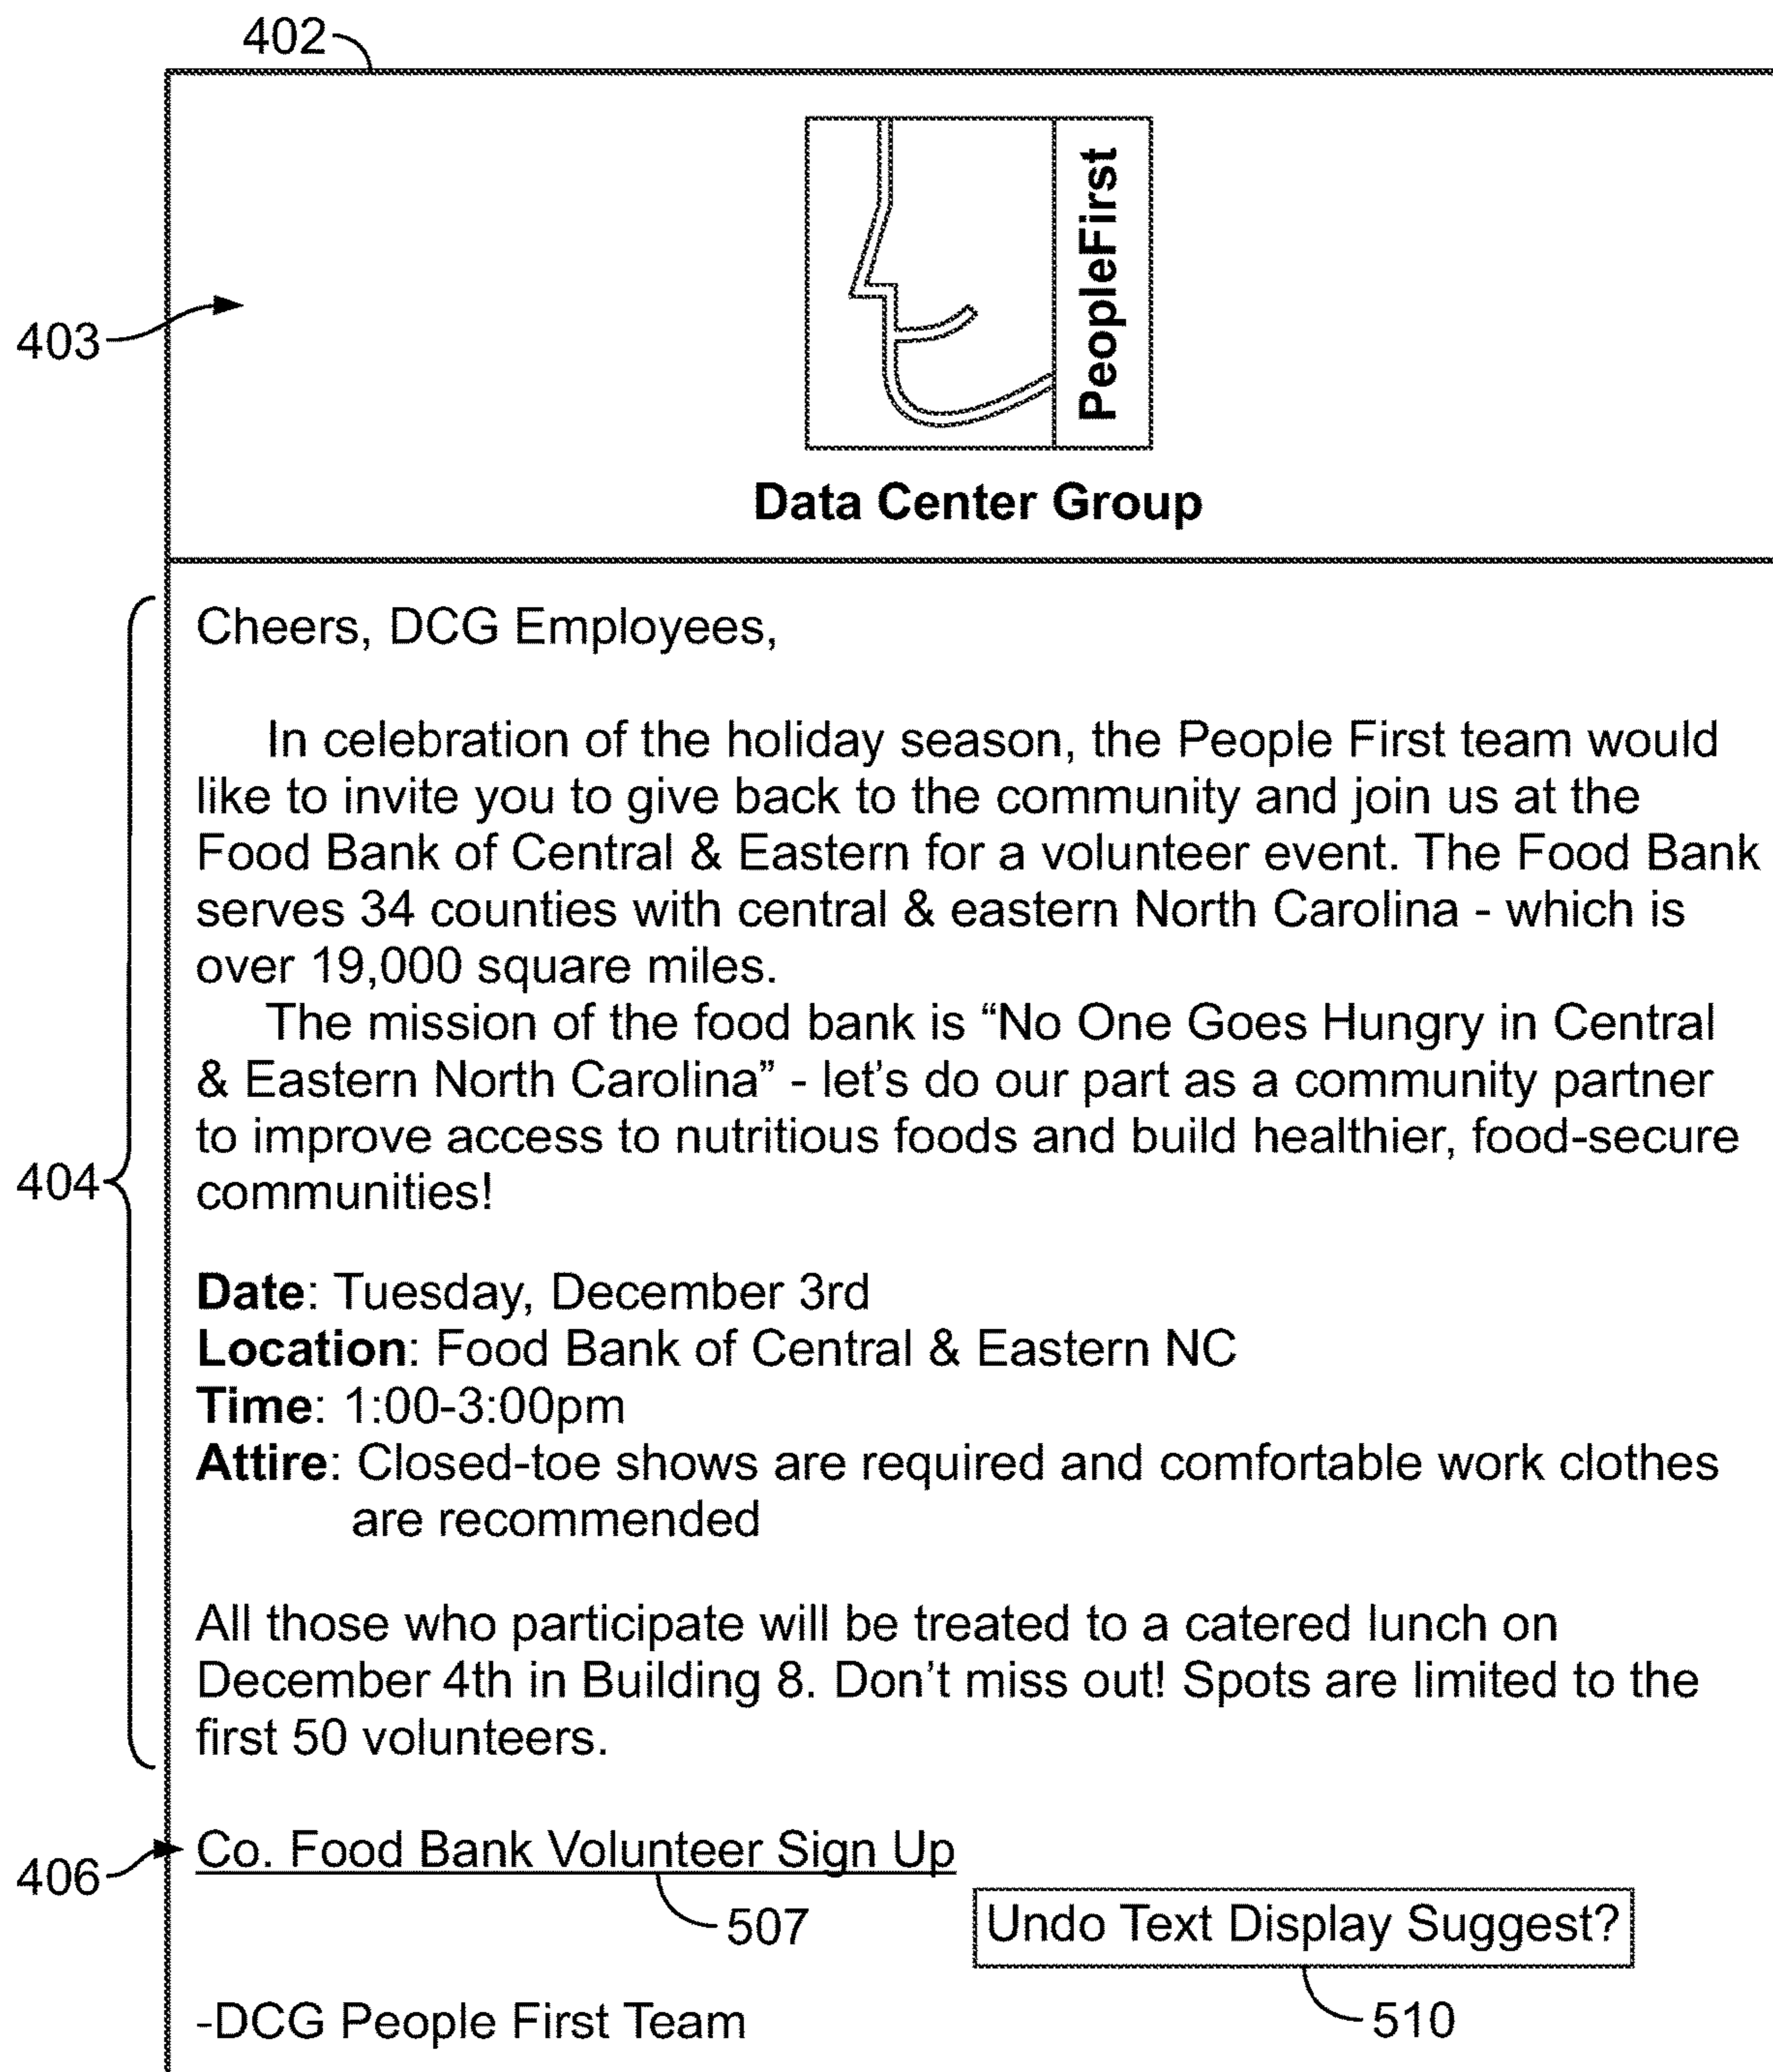 402
PeopleFirst
403
Data Center Group
Cheers, DCG Employees,
In celebration of the holiday season, the People First team would
like to invite you to give back to the community and join us at the
Food Bank of Central & Eastern for a volunteer event. The Food Bank
serves 34 counties with central & eastern North Carolina - which is
over 19,000 square miles.
The mission of the food bank is “No One Goes Hungry in Central
& Eastern North Carolina” - let’s do our part as a community partner
to improve access to nutritious foods and build healthier, food-secure
404
communities!
Date: Tuesday, December 3rd
Location: Food Bank of Central & Eastern NC
Time: 1:00-3:00pm
Attire: Closed-toe shows are required and comfortable work clothes
are recommended
All those who participate will be treated to a catered lunch on
December 4th in Building 8. Don’t miss out! Spots are limited to the
first 50 volunteers.
406
Co. Food Bank Volunteer Sign Up
507
Undo Text Display Suggest?
510
-DCG People First Team